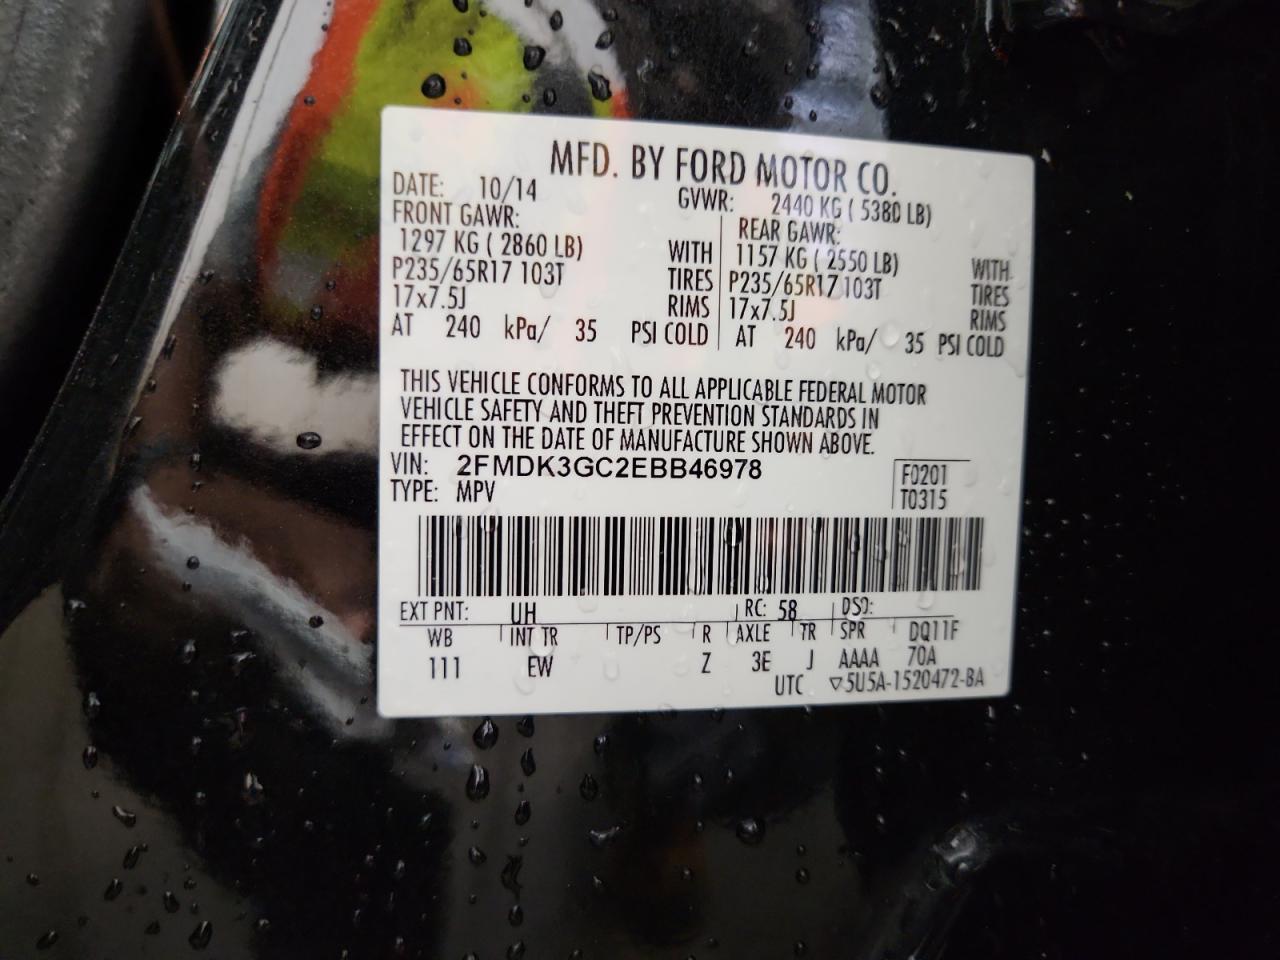 MFD. BY FORD MOTOR CO.
DATE: 10/14 GVWR: 2440 KG ( 5380 LB)
FRONT GAWR: REAR GAWR:
1297 KG ( 2860 LB) WITH 1157 KG ( 2550 LB) WITH
P235/65R17 103T TIRES P235/65R17 103T TIRES
17x7.5J RIMS 17x7.5J RIMS
AT 240 kPa/ 35 PSI COLD AT 240 kPa/ 35 PSI COLD
THIS VEHICLE CONFORMS TO ALL APPLICABLE FEDERAL MOTOR
VEHICLE SAFETY AND THEFT PREVENTION STANDARDS IN
EFFECT ON THE DATE OF MANUFACTURE SHOWN ABOVE.
VIN: 2FMDK3GC2EBB46978 F0201
TYPE: MPV T0315
EXT PNT: UH RC: 58 DSO:
WB INT TR TP/PS R AXLE TR SPR DQ11F
111 EW Z 3E J AAAA 70A
UTC ▽5U5A-1520472-BA